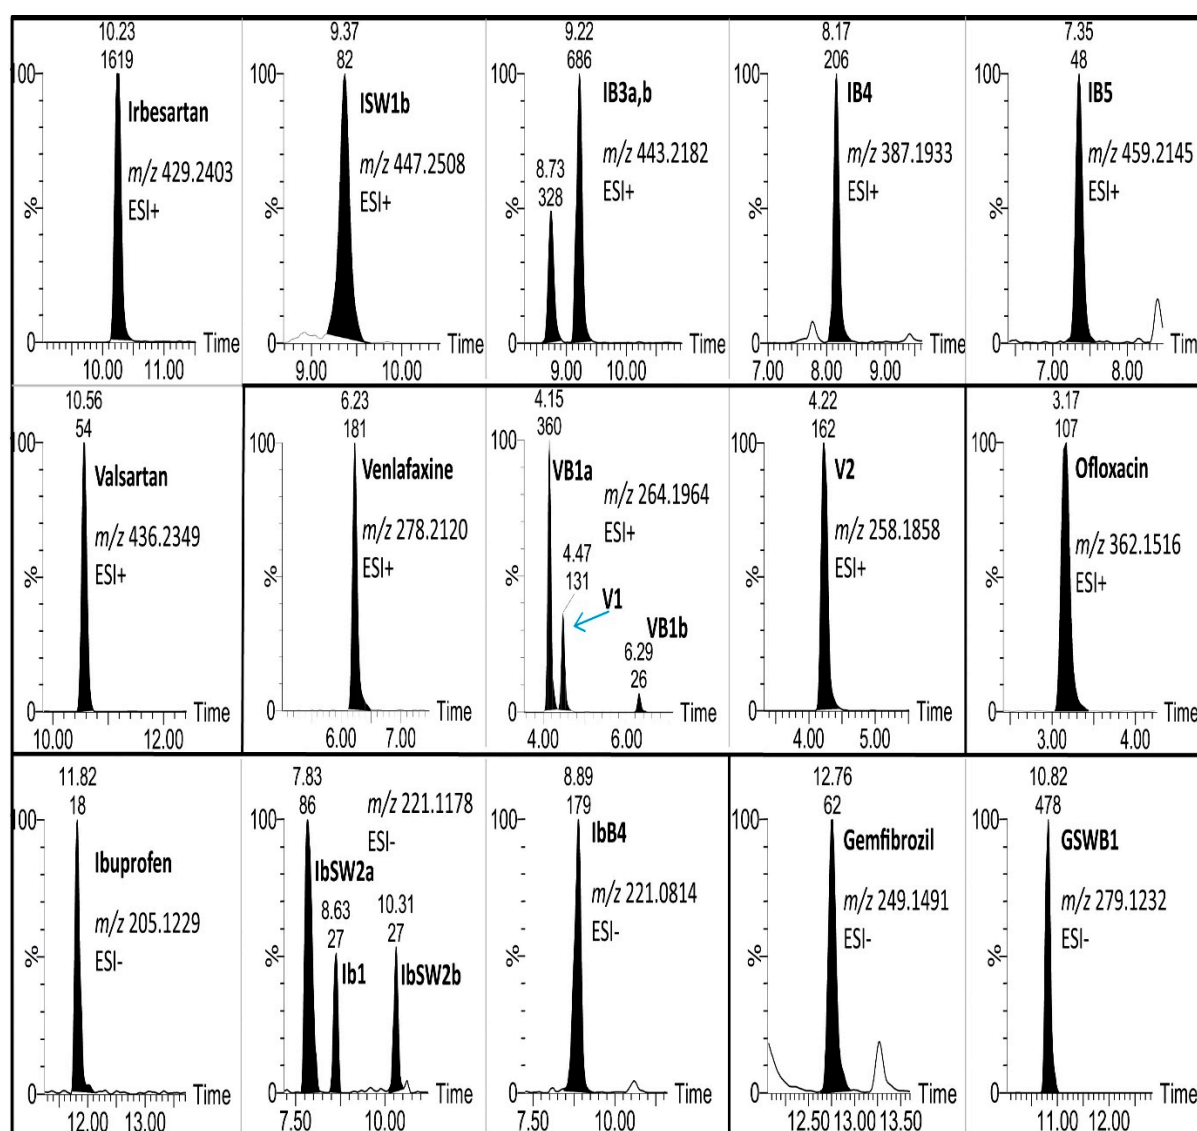 10.23
1619
100
Irbesartan
m/z 429.2403
ESI+
%
0
Time
10.00 11.00
9.37
82
ISW1b
m/z 447.2508
ESI+
%
Time
9.00 10.00
9.22
686
100
IB3a,b
8.73
328
m/z 443.2182
ESI+
%
0
Time
9.00 10.00
8.17
206
100
IB4
m/z 387.1933
ESI+
%
0
Time
7.00 8.00 9.00
7.35
48
100
IB5
m/z 459.2145
ESI+
%
0
Time
7.00 8.00
10.56
54
100
Valsartan
m/z 436.2349
ESI+
%
0
10.00 12.00
6.23
181
100
Venlafaxine
m/z 278.2120
ESI+
%
0
Time
6.00 7.00
4.15
360
100
VB1a
m/z 264.1964
ESI+
4.47
131
V1
VB1b
6.29
26
%
0
Time
4.00 6.00
4.22
162
100
V2
m/z 258.1858
ESI+
%
0
Time
4.00 5.00
3.17
107
100
Ofloxacin
m/z 362.1516
ESI+
%
0
Time
3.00 4.00
11.82
18
100
Ibuprofen
m/z 205.1229
ESI-
%
0
Time
12.00 13.00
7.83
86
m/z 221.1178
ESI-
100
IbSW2a
8.63
27
10.31
27
Ib1
IbSW2b
%
0
Time
7.50 10.00
8.89
179
100
IbB4
m/z 221.0814
ESI-
%
0
Time
7.50 10.00
12.76
62
100
Gemfibrozil
m/z 249.1491
ESI-
%
0
Time
12.50 13.00 13.50
10.82
478
100
GSWB1
m/z 279.1232
ESI-
%
0
Time
11.00 12.00